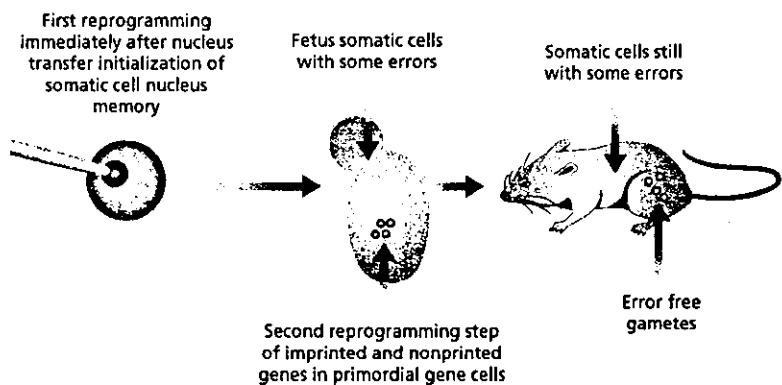 First reprogramming
immediately after nucleus
transfer initialization of
somatic cell nucleus
memory
Fetus somatic cells
with some errors
Somatic cells still
with some errors
Second reprogramming step
of imprinted and nonprinted
genes in primordial gene cells
Error free
gametes